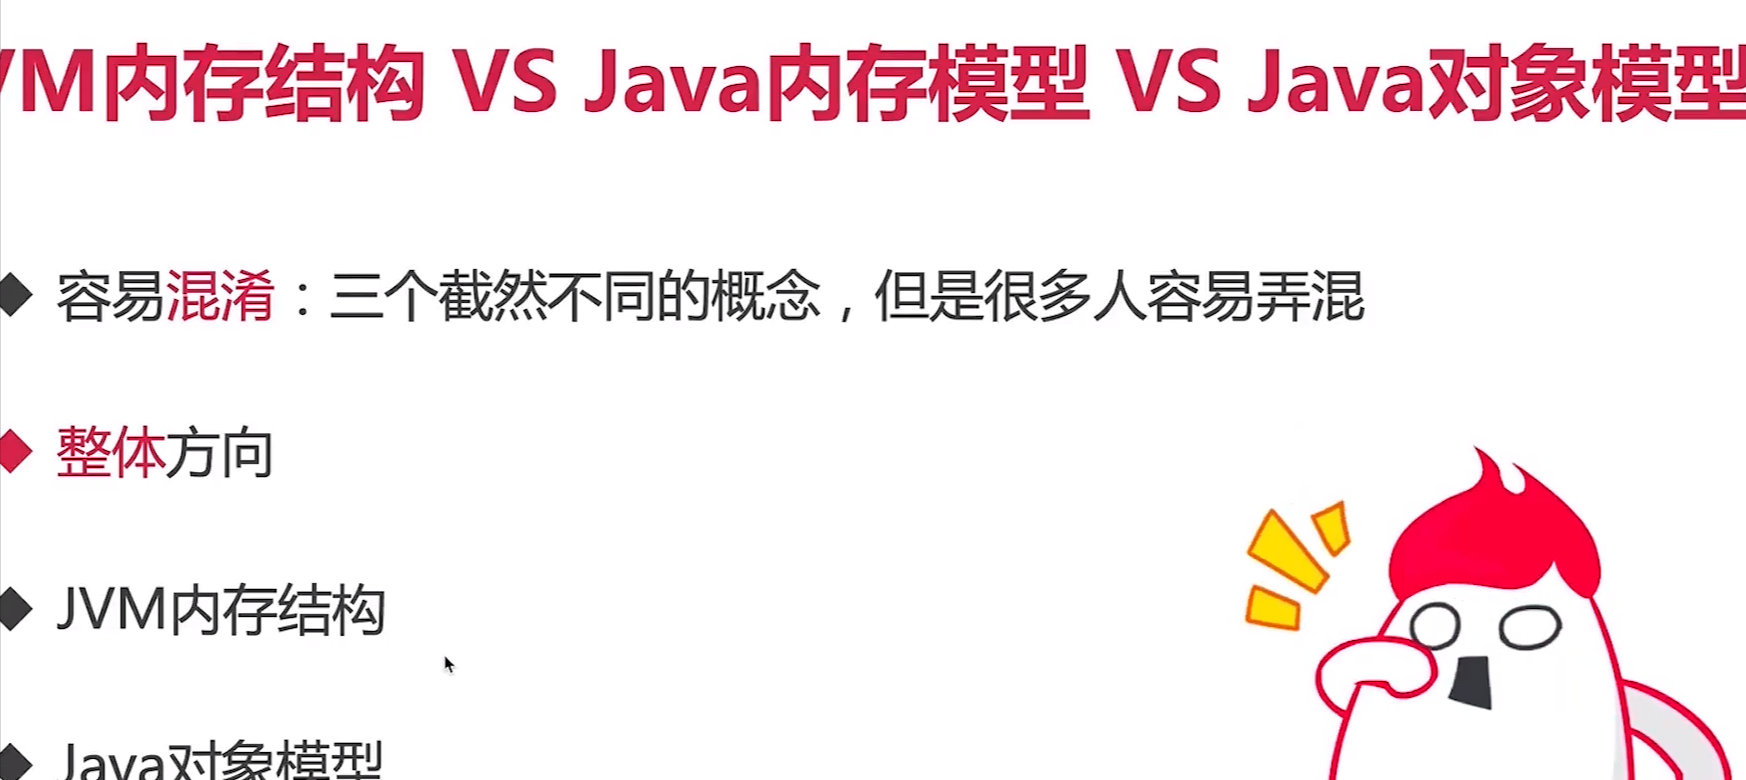 VM内存结构 VS Java内存模型 VS Java对象模型
容易混淆：三个截然不同的概念，但是很多人容易弄混
整体方向
JVM内存结构
Java对象模型